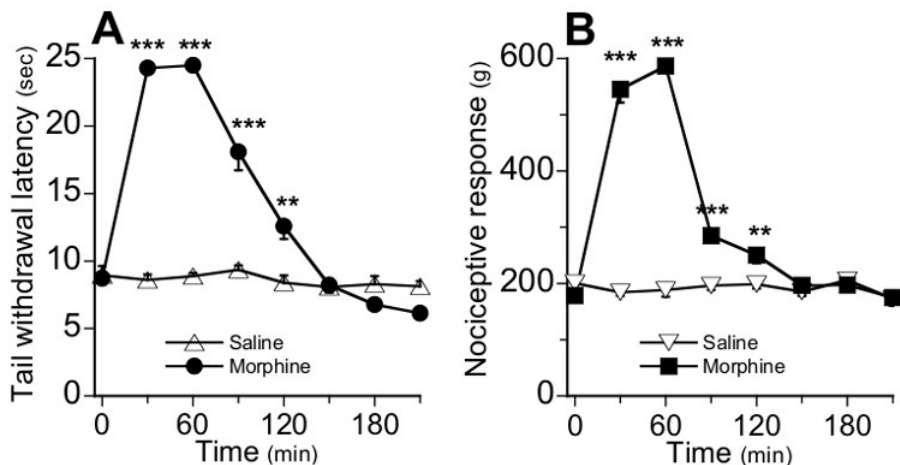 A
*** ***
***
**
25
20
15
10
5
0
Tail withdrawal latency (sec)
Saline
Morphine
0 60 120 180
Time (min)
B
***
***
***
**
600
400
200
0
Nociceptive response (g)
Saline
Morphine
0 60 120 180
Time (min)